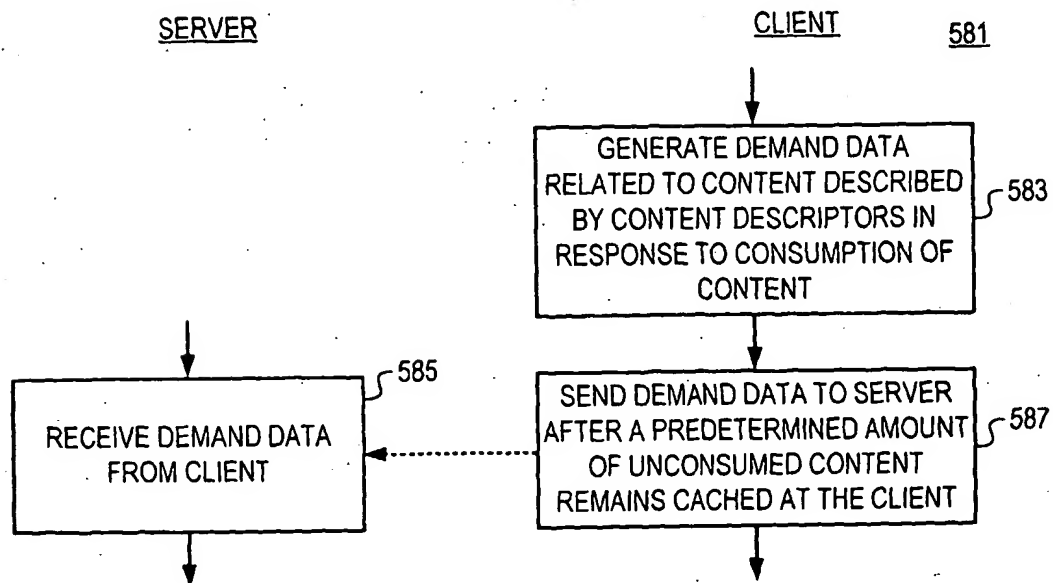 SERVER
CLIENT
581
GENERATE DEMAND DATA
RELATED TO CONTENT DESCRIBED
BY CONTENT DESCRIPTORS IN
RESPONSE TO CONSUMPTION OF
CONTENT
583
585
RECEIVE DEMAND DATA
FROM CLIENT
SEND DEMAND DATA TO SERVER
AFTER A PREDETERMINED AMOUNT
OF UNCONSUMED CONTENT
REMAINS CACHED AT THE CLIENT
587